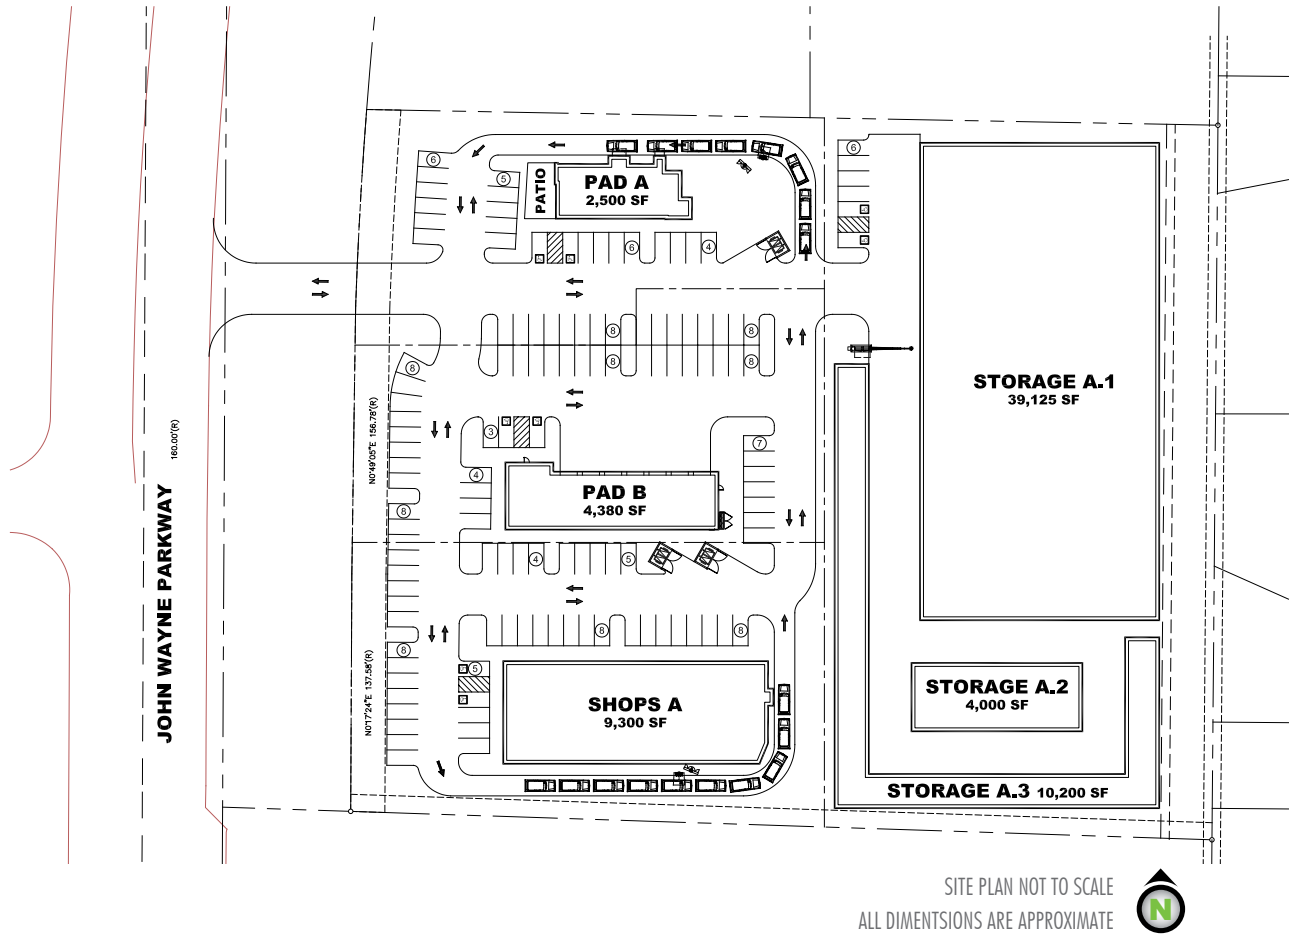 6
6
5
PATIO
PAD A
2,500 SF
6
4
8
8
8
8
8
STORAGE A.1
39,125 SF
160.00'(R)
N0°49'05"E 156.78'(R)
3
7
4
PAD B
4,380 SF
8
JOHN WAYNE PARKWAY
4
5
8
8
8
N0°17'24"E 137.58'(R)
5
SHOPS A
9,300 SF
STORAGE A.2
4,000 SF
STORAGE A.3 10,200 SF
SITE PLAN NOT TO SCALE
ALL DIMENTSIONS ARE APPROXIMATE
N